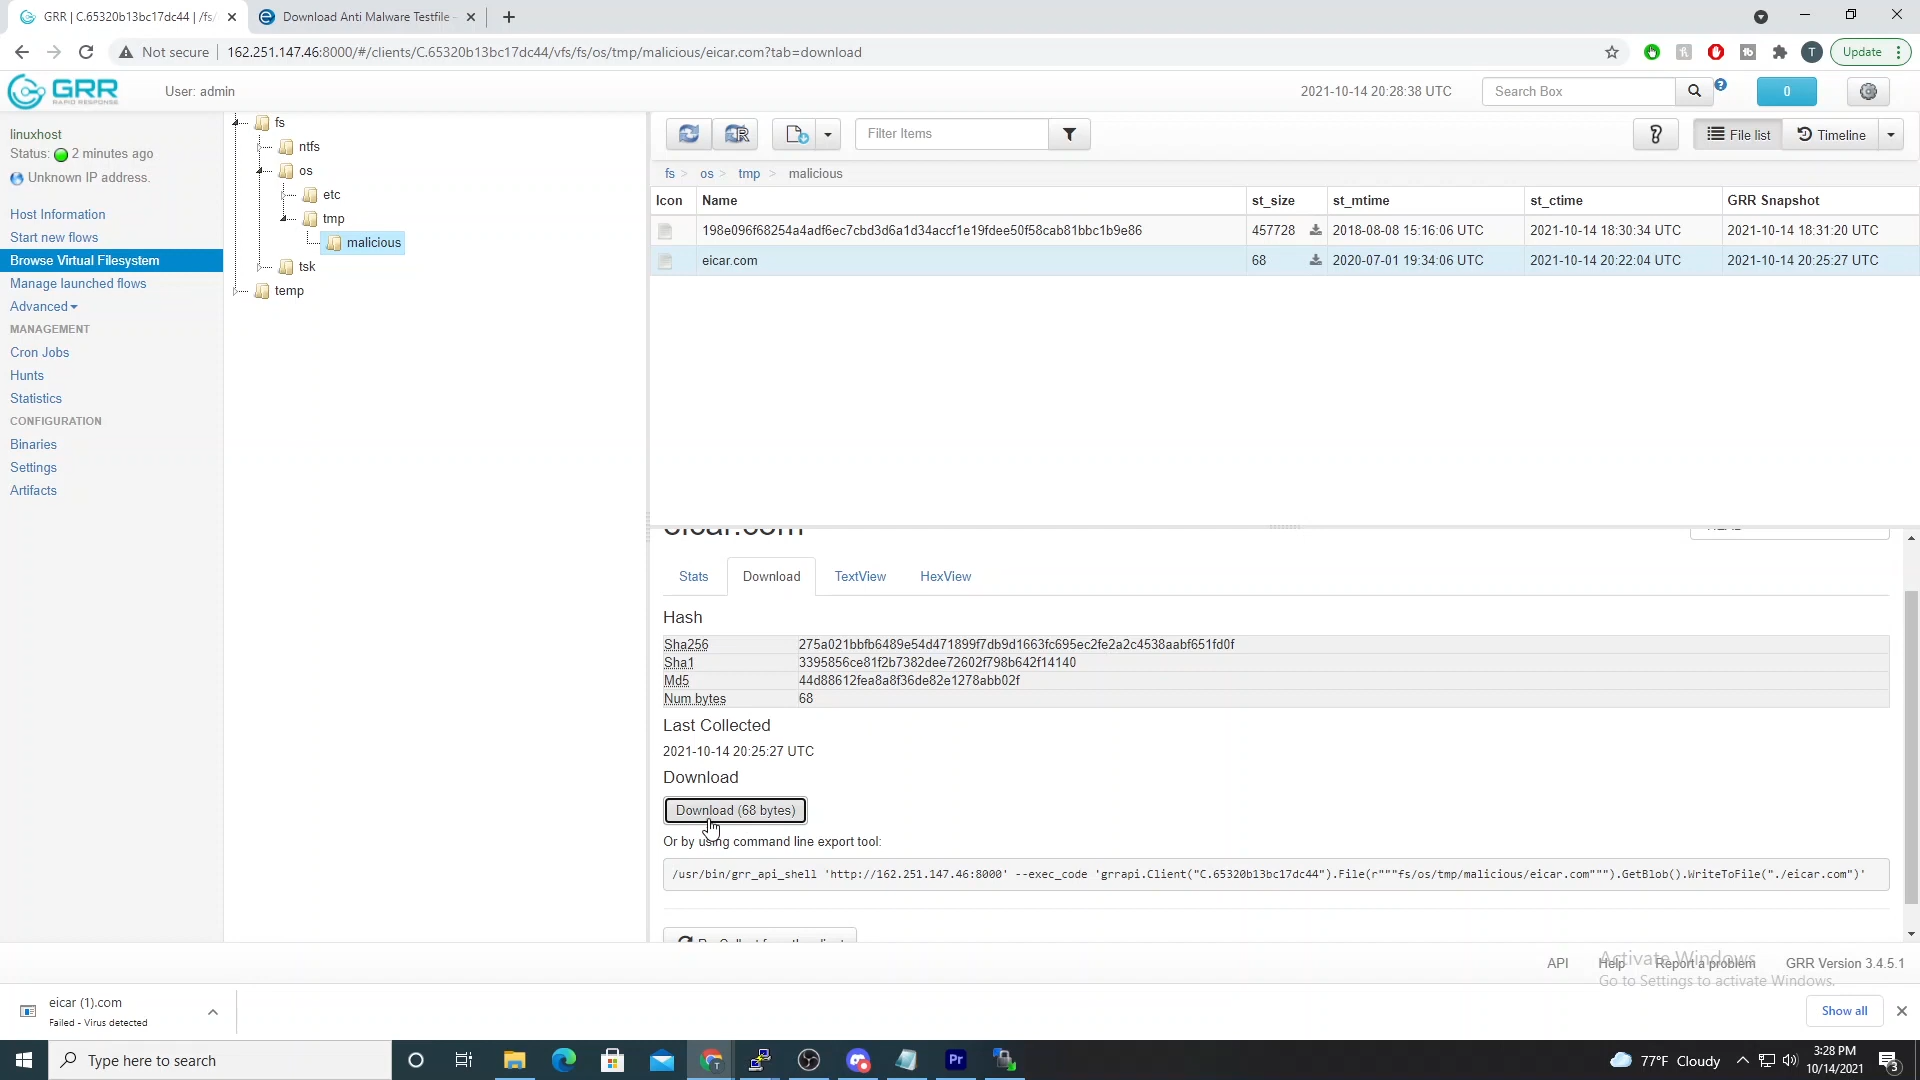 GRR | C.65320b13bc17dc44 | /fs/
Download Anti Malware Testfile
Not secure
162.251.147.46:8000/#/clients/C.65320b13bc17dc44/vfs/fs/os/tmp/malicious/eicar.com?tab=download
T
Update
GRR
RAPID RESPONSE
User: admin
2021-10-14 20:28:38 UTC
Search Box
0
linuxhost
Status: 2 minutes ago
Unknown IP address.
Host Information
Start new flows
Browse Virtual Filesystem
Manage launched flows
Advanced
MANAGEMENT
Cron Jobs
Hunts
Statistics
CONFIGURATION
Binaries
Settings
Artifacts
fs
ntfs
os
etc
tmp
malicious
tsk
temp
Filter Items
File list
Timeline
fs > os > tmp > malicious
Icon Name st_size st_mtime st_ctime GRR Snapshot
198e096f68254a4adf6ec7cbd3d6a1d34accf1e19fdee50f58cab81bbc1b9e86 457728 2018-08-08 15:16:06 UTC 2021-10-14 18:30:34 UTC 2021-10-14 18:31:20 UTC
eicar.com 68 2020-07-01 19:34:06 UTC 2021-10-14 20:22:04 UTC 2021-10-14 20:25:27 UTC
eicar.com
Stats Download TextView HexView
Hash
Sha256 275a021bbfb6489e54d471899f7db9d1663fc695ec2fe2a2c4538aabf651fd0f
Sha1 3395856ce81f2b7382dee72602f798b642f14140
Md5 44d88612fea8a8f36de82e1278abb02f
Num bytes 68
Last Collected
2021-10-14 20:25:27 UTC
Download
Download (68 bytes)
Or by using command line export tool:
/usr/bin/grr_api_shell 'http://162.251.147.46:8000' --exec_code 'grrapi.Client("C.65320b13bc17dc44").File(r"""fs/os/tmp/malicious/eicar.com""").GetBlob().WriteToFile("./eicar.com")'
API Help Report a problem GRR Version 3.4.5.1
Activate Windows
Go to Settings to activate Windows.
eicar (1).com
Failed - Virus detected
Show all
Type here to search
Pr
77°F Cloudy
3:28 PM
10/14/2021
3